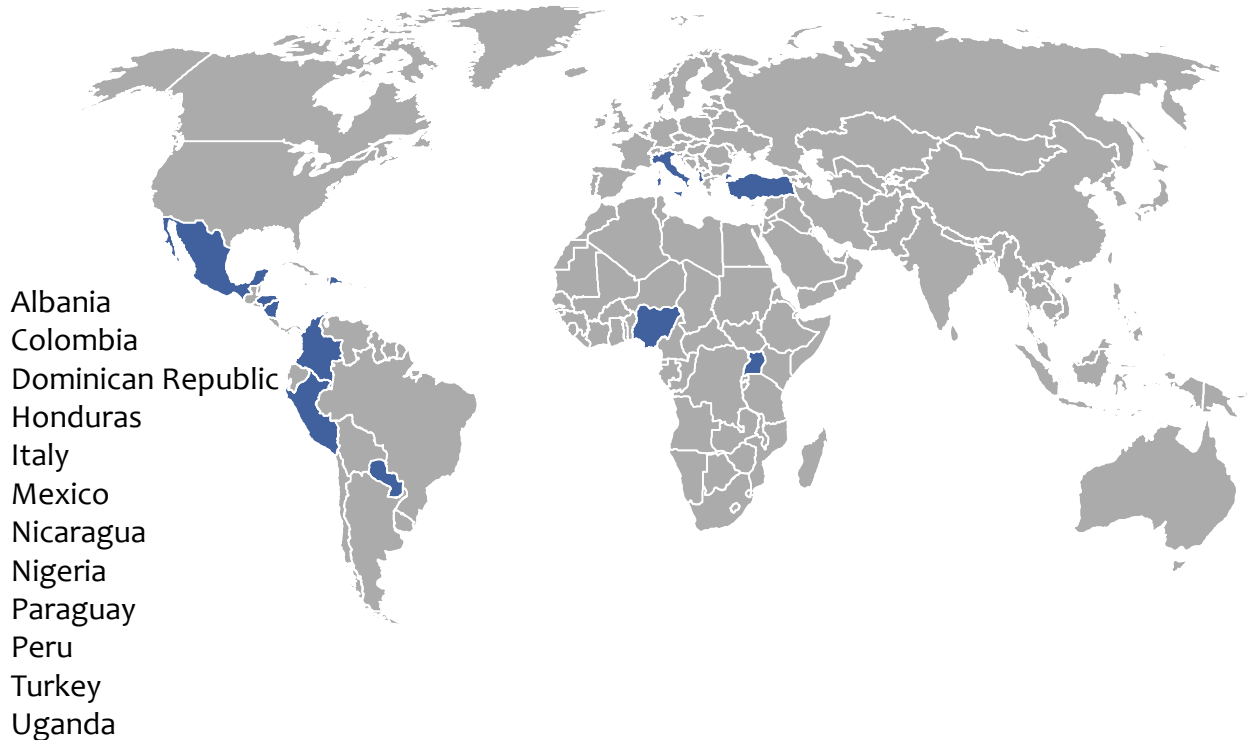 Albania
Colombia
Dominican Republic
Honduras
Italy
Mexico
Nicaragua
Nigeria
Paraguay
Peru
Turkey
Uganda